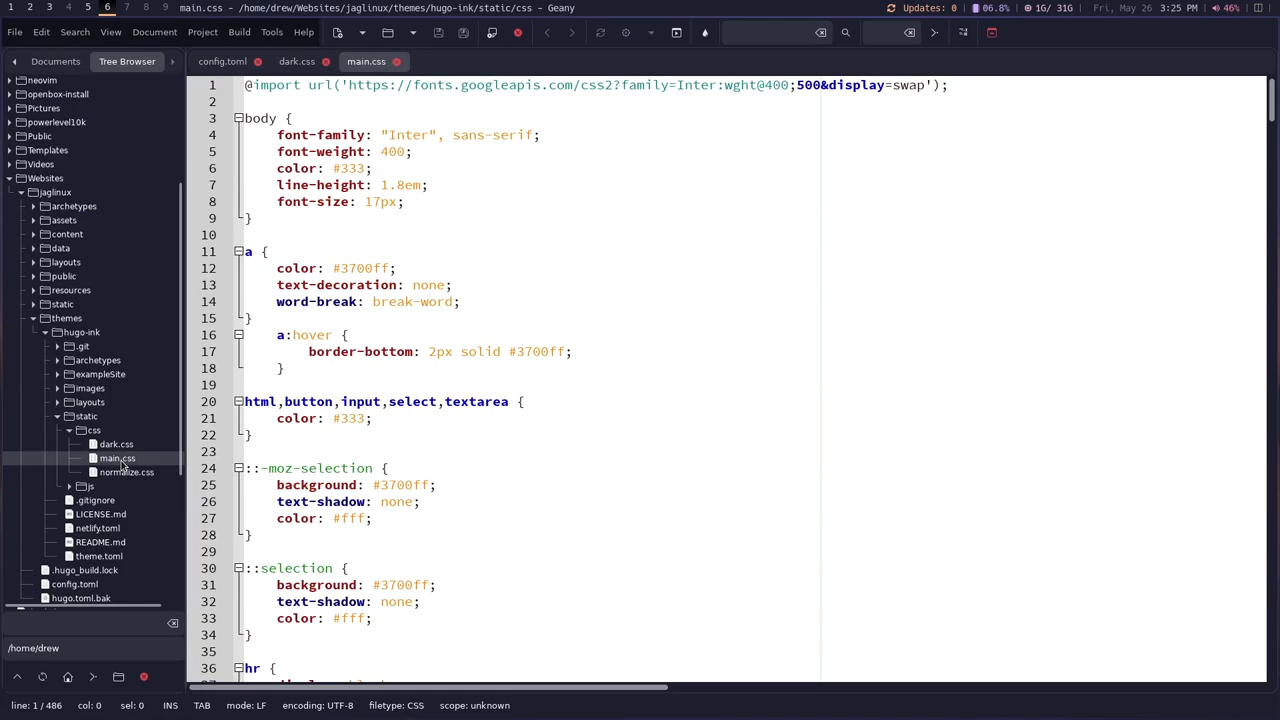 1 2 3 4 5 6 7 8 9 main.css - /home/drew/Websites/jaglinux/themes/hugo-ink/static/css - Geany Updates: 0 06.8% 1G/ 31G Fri, May 26 3:25 PM 46%
File Edit Search View Document Project Build Tools Help
Documents Tree Browser
config.toml dark.css main.css
neovim
openbox-install
Pictures
powerlevel10k
Public
Templates
Videos
Websites
jaglinux
archetypes
assets
content
data
layouts
public
resources
static
themes
hugo-ink
.git
archetypes
exampleSite
images
layouts
static
css
dark.css
main.css
normalize.css
js
.gitignore
LICENSE.md
netlify.toml
README.md
theme.toml
.hugo_build.lock
config.toml
hugo.toml.bak
/home/drew
1 @import url('https://fonts.googleapis.com/css2?family=Inter:wght@400;500&display=swap');
2
3 body {
4 font-family: "Inter", sans-serif;
5 font-weight: 400;
6 color: #333;
7 line-height: 1.8em;
8 font-size: 17px;
9 }
10
11 a {
12 color: #3700ff;
13 text-decoration: none;
14 word-break: break-word;
15 }
16 a:hover {
17 border-bottom: 2px solid #3700ff;
18 }
19
20 html,button,input,select,textarea {
21 color: #333;
22 }
23
24 ::-moz-selection {
25 background: #3700ff;
26 text-shadow: none;
27 color: #fff;
28 }
29
30 ::selection {
31 background: #3700ff;
32 text-shadow: none;
33 color: #fff;
34 }
35
36 hr {
line: 1 / 486 col: 0 sel: 0 INS TAB mode: LF encoding: UTF-8 filetype: CSS scope: unknown